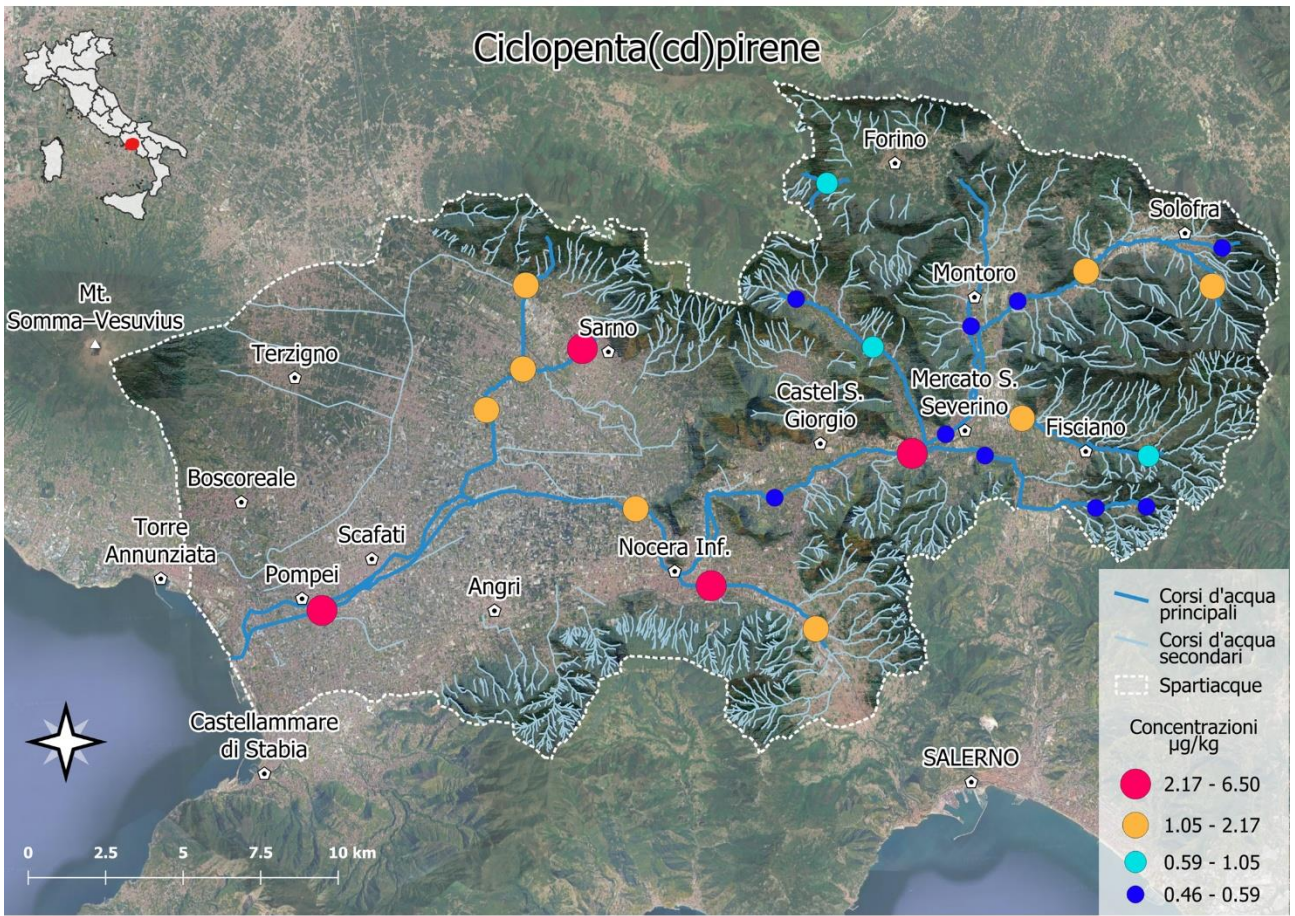 Ciclopenta(cd)pirene
Forino
Solofra
Montoro
Mt.
Somma–Vesuvius
Sarno
Terzigno
Castel S.
Giorgio
Mercato S.
Severino
Fisciano
Boscoreale
Torre
Annunziata
Scafati
Nocera Inf.
Pompei
Angri
Castellammare
di Stabia
SALERNO
Corsi d'acqua
principali
Corsi d'acqua
secondari
Spartiacque
Concentrazioni
µg/kg
2.17 - 6.50
1.05 - 2.17
0.59 - 1.05
0.46 - 0.59
0 2.5 5 7.5 10 km